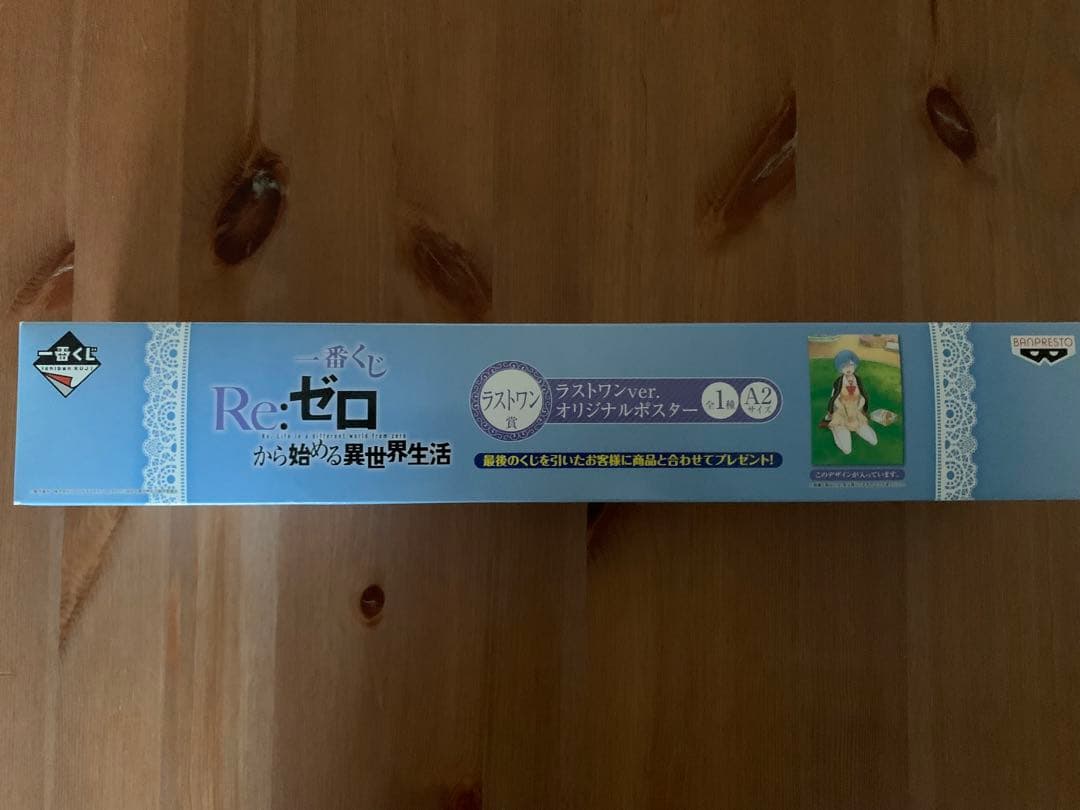 一番くじ
ichiban KUJI
一番くじ
Re:ゼロ
Re: Life in a different world from zero
から始める異世界生活
ラストワン賞
ラストワンver.
オリジナルポスター
全1種
A2サイズ
最後のくじを引いたお客様に商品と合わせてプレゼント!
このデザインが入っています。
BANPRESTO